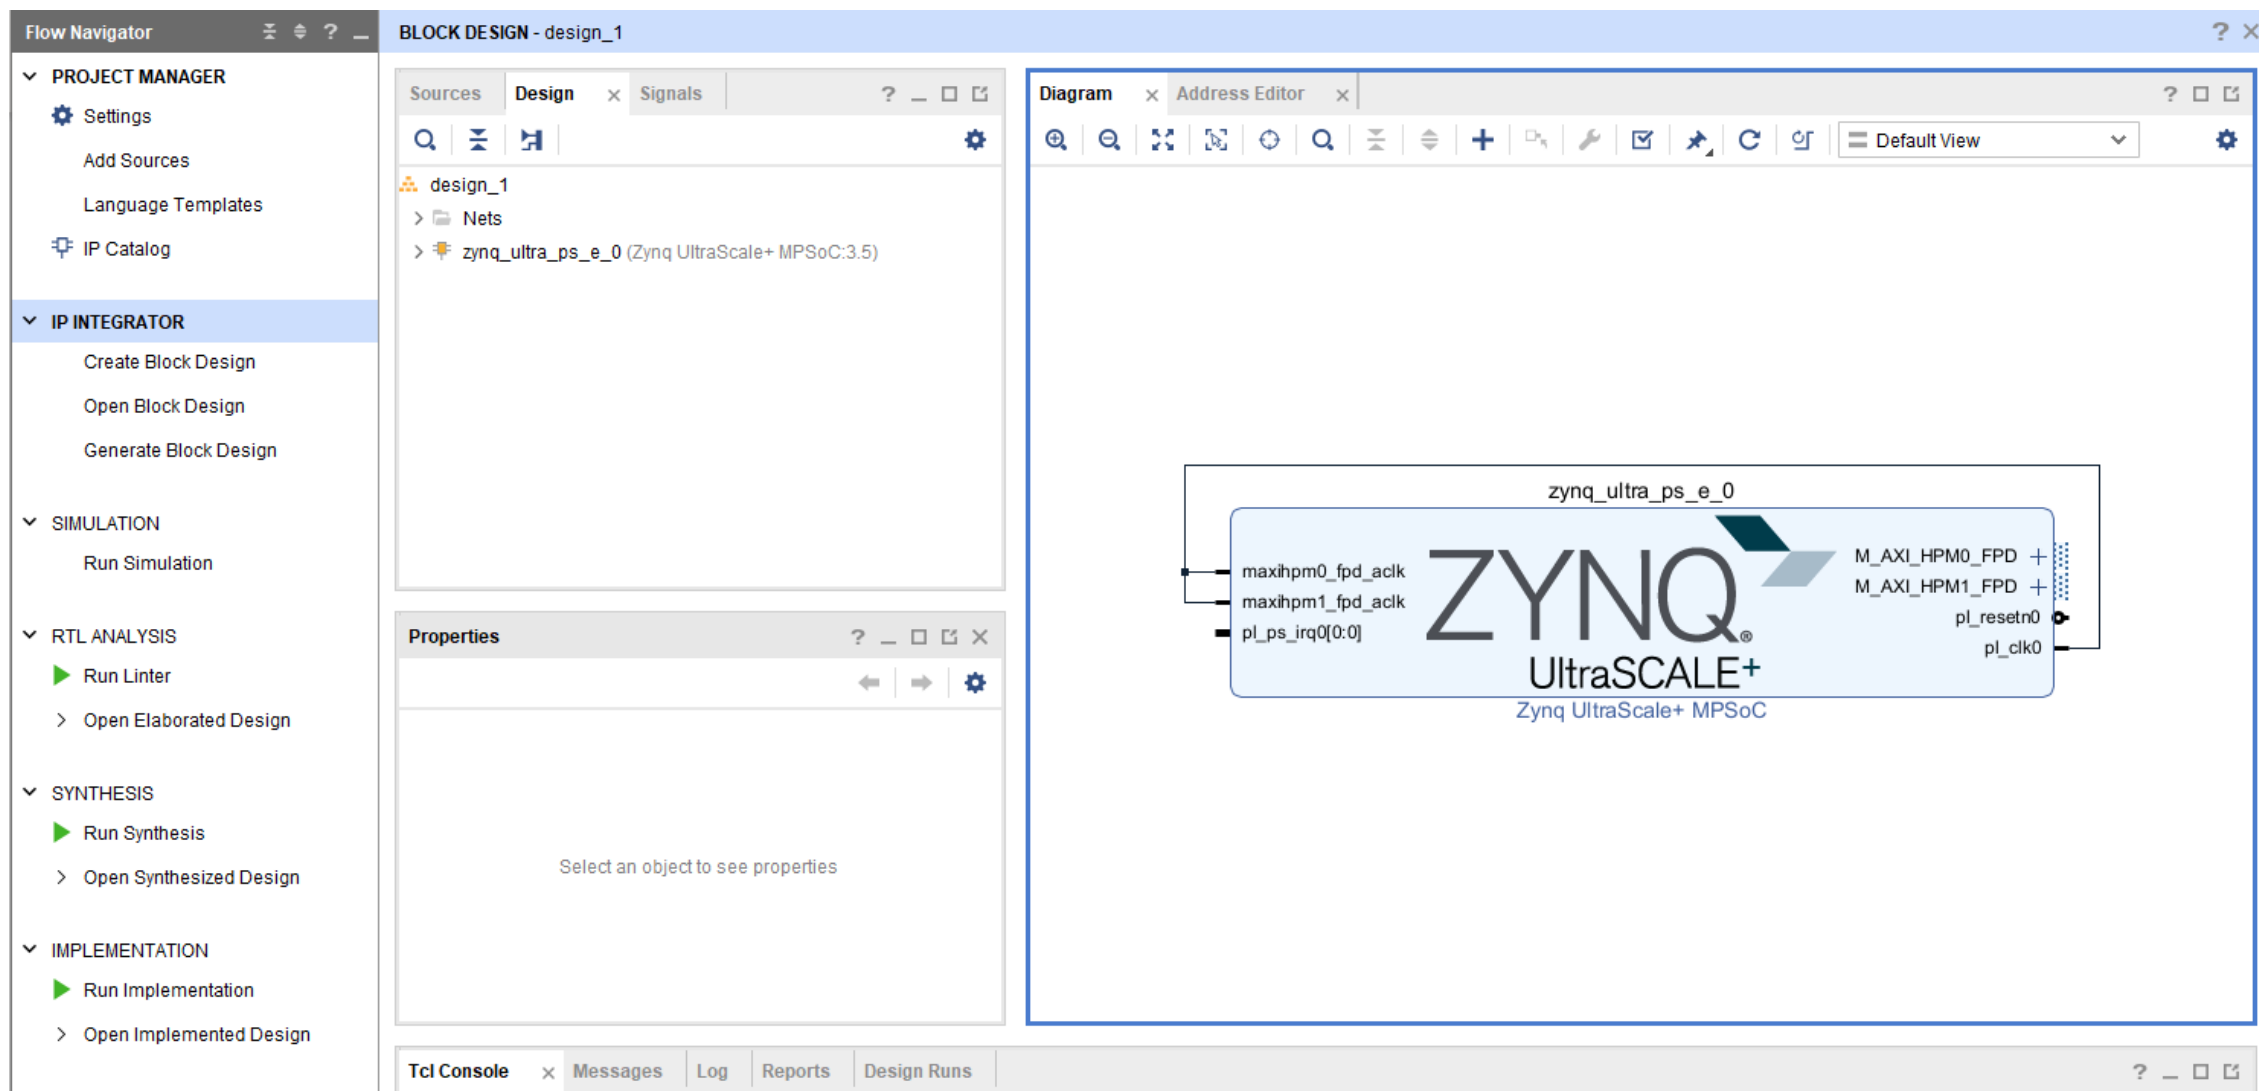 Flow Navigator
PROJECT MANAGER
Settings
Add Sources
Language Templates
IP Catalog
IP INTEGRATOR
Create Block Design
Open Block Design
Generate Block Design
SIMULATION
Run Simulation
RTL ANALYSIS
Run Linter
Open Elaborated Design
SYNTHESIS
Run Synthesis
Open Synthesized Design
IMPLEMENTATION
Run Implementation
Open Implemented Design
BLOCK DESIGN - design_1
Sources Design Signals
design_1
Nets
zynq_ultra_ps_e_0 (Zynq UltraScale+ MPSoC:3.5)
Properties
Select an object to see properties
Diagram Address Editor
Default View
zynq_ultra_ps_e_0
maxihpm0_fpd_aclk
maxihpm1_fpd_aclk
pl_ps_irq0[0:0]
ZYNQ®
UltraSCALE+
M_AXI_HPM0_FPD
M_AXI_HPM1_FPD
pl_resetn0
pl_clk0
Zynq UltraScale+ MPSoC
Tcl Console Messages Log Reports Design Runs